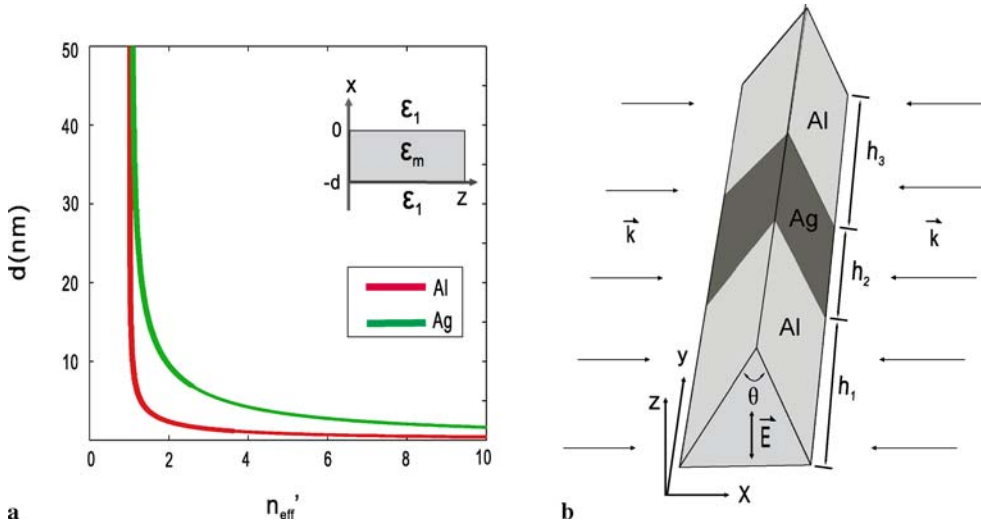 50
40
30
20
10
d(nm)
0
2
4
6
8
10
n_eff'
x
0
-d
z
ε₁
εₘ
ε₁
Al
Ag
a
Al
Ag
Al
h₃
h₂
h₁
k⃗
k⃗
θ
E⃗
z
y
x
b